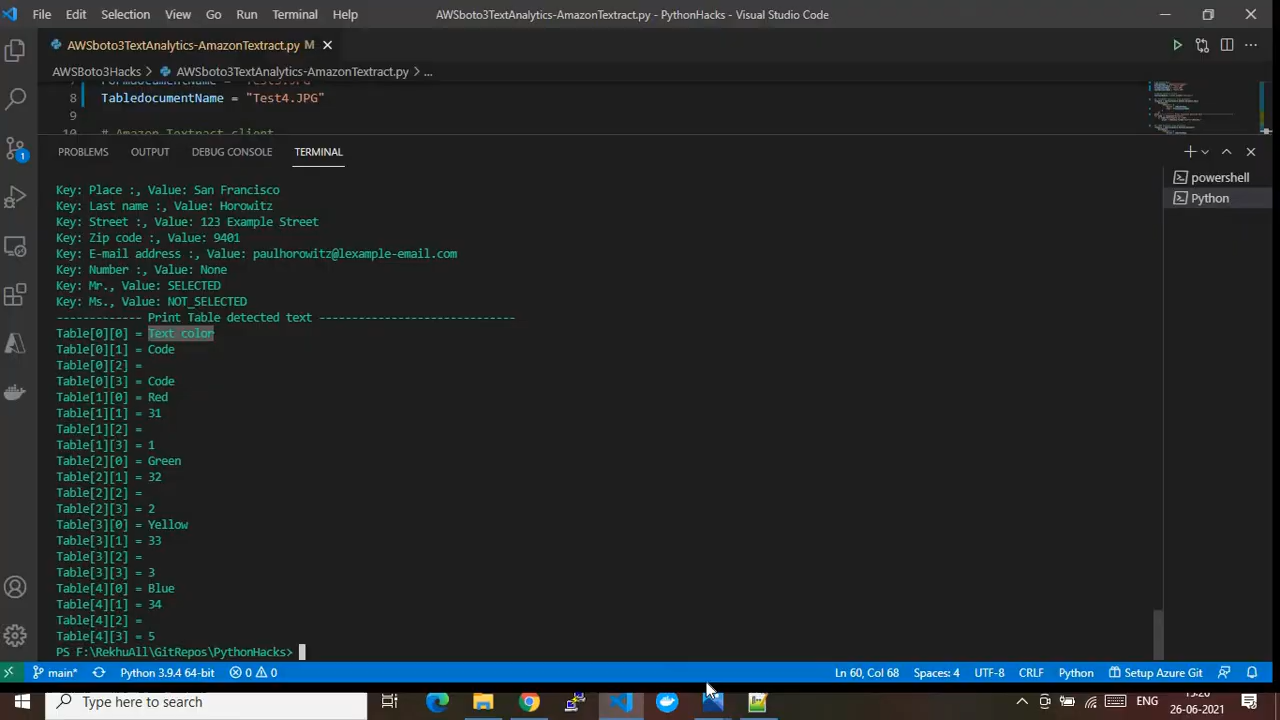 File Edit Selection View Go Run Terminal Help AWSboto3TextAnalytics-AmazonTextract.py - PythonHacks - Visual Studio Code
AWSboto3TextAnalytics-AmazonTextract.py M
AWSboto3Hacks > AWSboto3TextAnalytics-AmazonTextract.py > ...
8 TabledocumentName = "Test4.JPG"
9
10 # Amazon Textract client
PROBLEMS OUTPUT DEBUG CONSOLE TERMINAL
powershell
Python
Key: Place :, Value: San Francisco
Key: Last name :, Value: Horowitz
Key: Street :, Value: 123 Example Street
Key: Zip code :, Value: 9401
Key: E-mail address :, Value: paulhorowitz@lexample-email.com
Key: Number :, Value: None
Key: Mr., Value: SELECTED
Key: Ms., Value: NOT_SELECTED
------------- Print Table detected text ------------------------------
Table[0][0] = Text color
Table[0][1] = Code
Table[0][2] =
Table[0][3] = Code
Table[1][0] = Red
Table[1][1] = 31
Table[1][2] =
Table[1][3] = 1
Table[2][0] = Green
Table[2][1] = 32
Table[2][2] =
Table[2][3] = 2
Table[3][0] = Yellow
Table[3][1] = 33
Table[3][2] =
Table[3][3] = 3
Table[4][0] = Blue
Table[4][1] = 34
Table[4][2] =
Table[4][3] = 5
PS F:\RekhuAll\GitRepos\PythonHacks>
1
main* Python 3.9.4 64-bit 0 0 Ln 60, Col 68 Spaces: 4 UTF-8 CRLF Python Setup Azure Git
Type here to search
ENG
26-06-2021